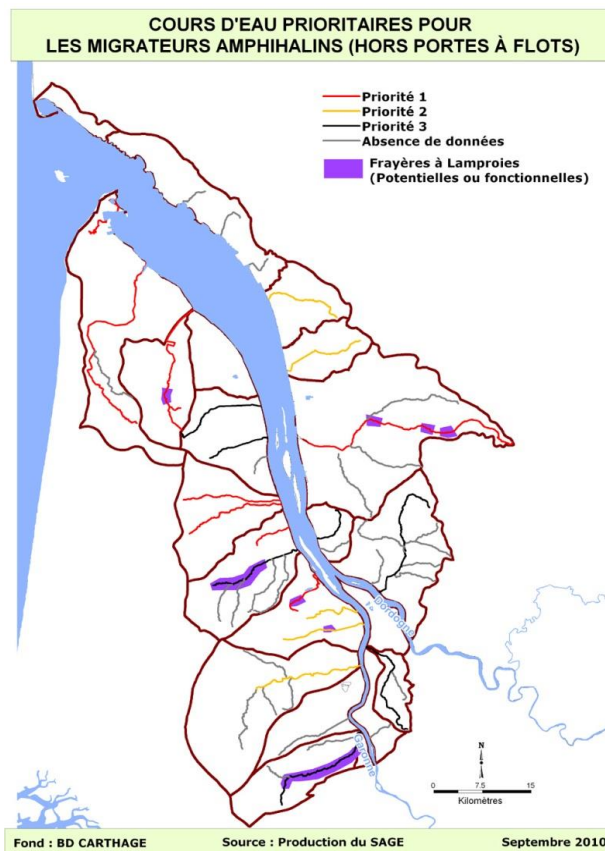 COURS D'EAU PRIORITAIRES POUR
LES MIGRATEURS AMPHIHALINS (HORS PORTES À FLOTS)
Priorité 1
Priorité 2
Priorité 3
Absence de données
Frayères à Lamproies
(Potentielles ou fonctionnelles)
Dordogne
Garonne
N
0 7.5 15
Kilomètres
Fond : BD CARTHAGE Source : Production du SAGE Septembre 2010